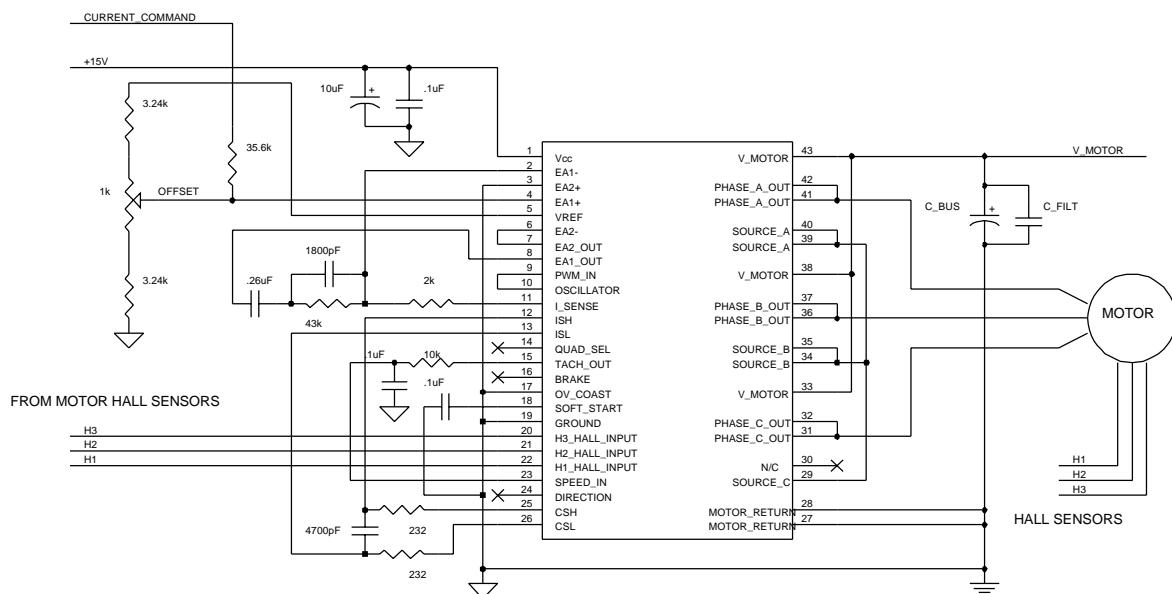 CURRENT_COMMAND
+15V
3.24k
10uF
+
.1uF
35.6k
1k
OFFSET
3.24k
1800pF
.26uF
2k
43k
.1uF
10k
.1uF
FROM MOTOR HALL SENSORS
H3
H2
H1
4700pF
232
232
1 Vcc
2 EA1-
3 EA2+
4 EA1+
5 VREF
6 EA2-
7 EA2_OUT
8 EA1_OUT
9 PWM_IN
10 OSCILLATOR
11 I_SENSE
12 ISH
13 ISL
14 QUAD_SEL
15 TACH_OUT
16 BRAKE
17 OV_COAST
18 SOFT_START
19 GROUND
20 H3_HALL_INPUT
21 H2_HALL_INPUT
22 H1_HALL_INPUT
23 SPEED_IN
24 DIRECTION
25 CSH
26 CSL
V_MOTOR 43
PHASE_A_OUT 42
PHASE_A_OUT 41
SOURCE_A 40
SOURCE_A 39
V_MOTOR 38
PHASE_B_OUT 37
PHASE_B_OUT 36
SOURCE_B 35
SOURCE_B 34
V_MOTOR 33
PHASE_C_OUT 32
PHASE_C_OUT 31
N/C 30
SOURCE_C 29
MOTOR_RETURN 28
MOTOR_RETURN 27
V_MOTOR
C_BUS
+
C_FILT
MOTOR
H1
H2
H3
HALL SENSORS